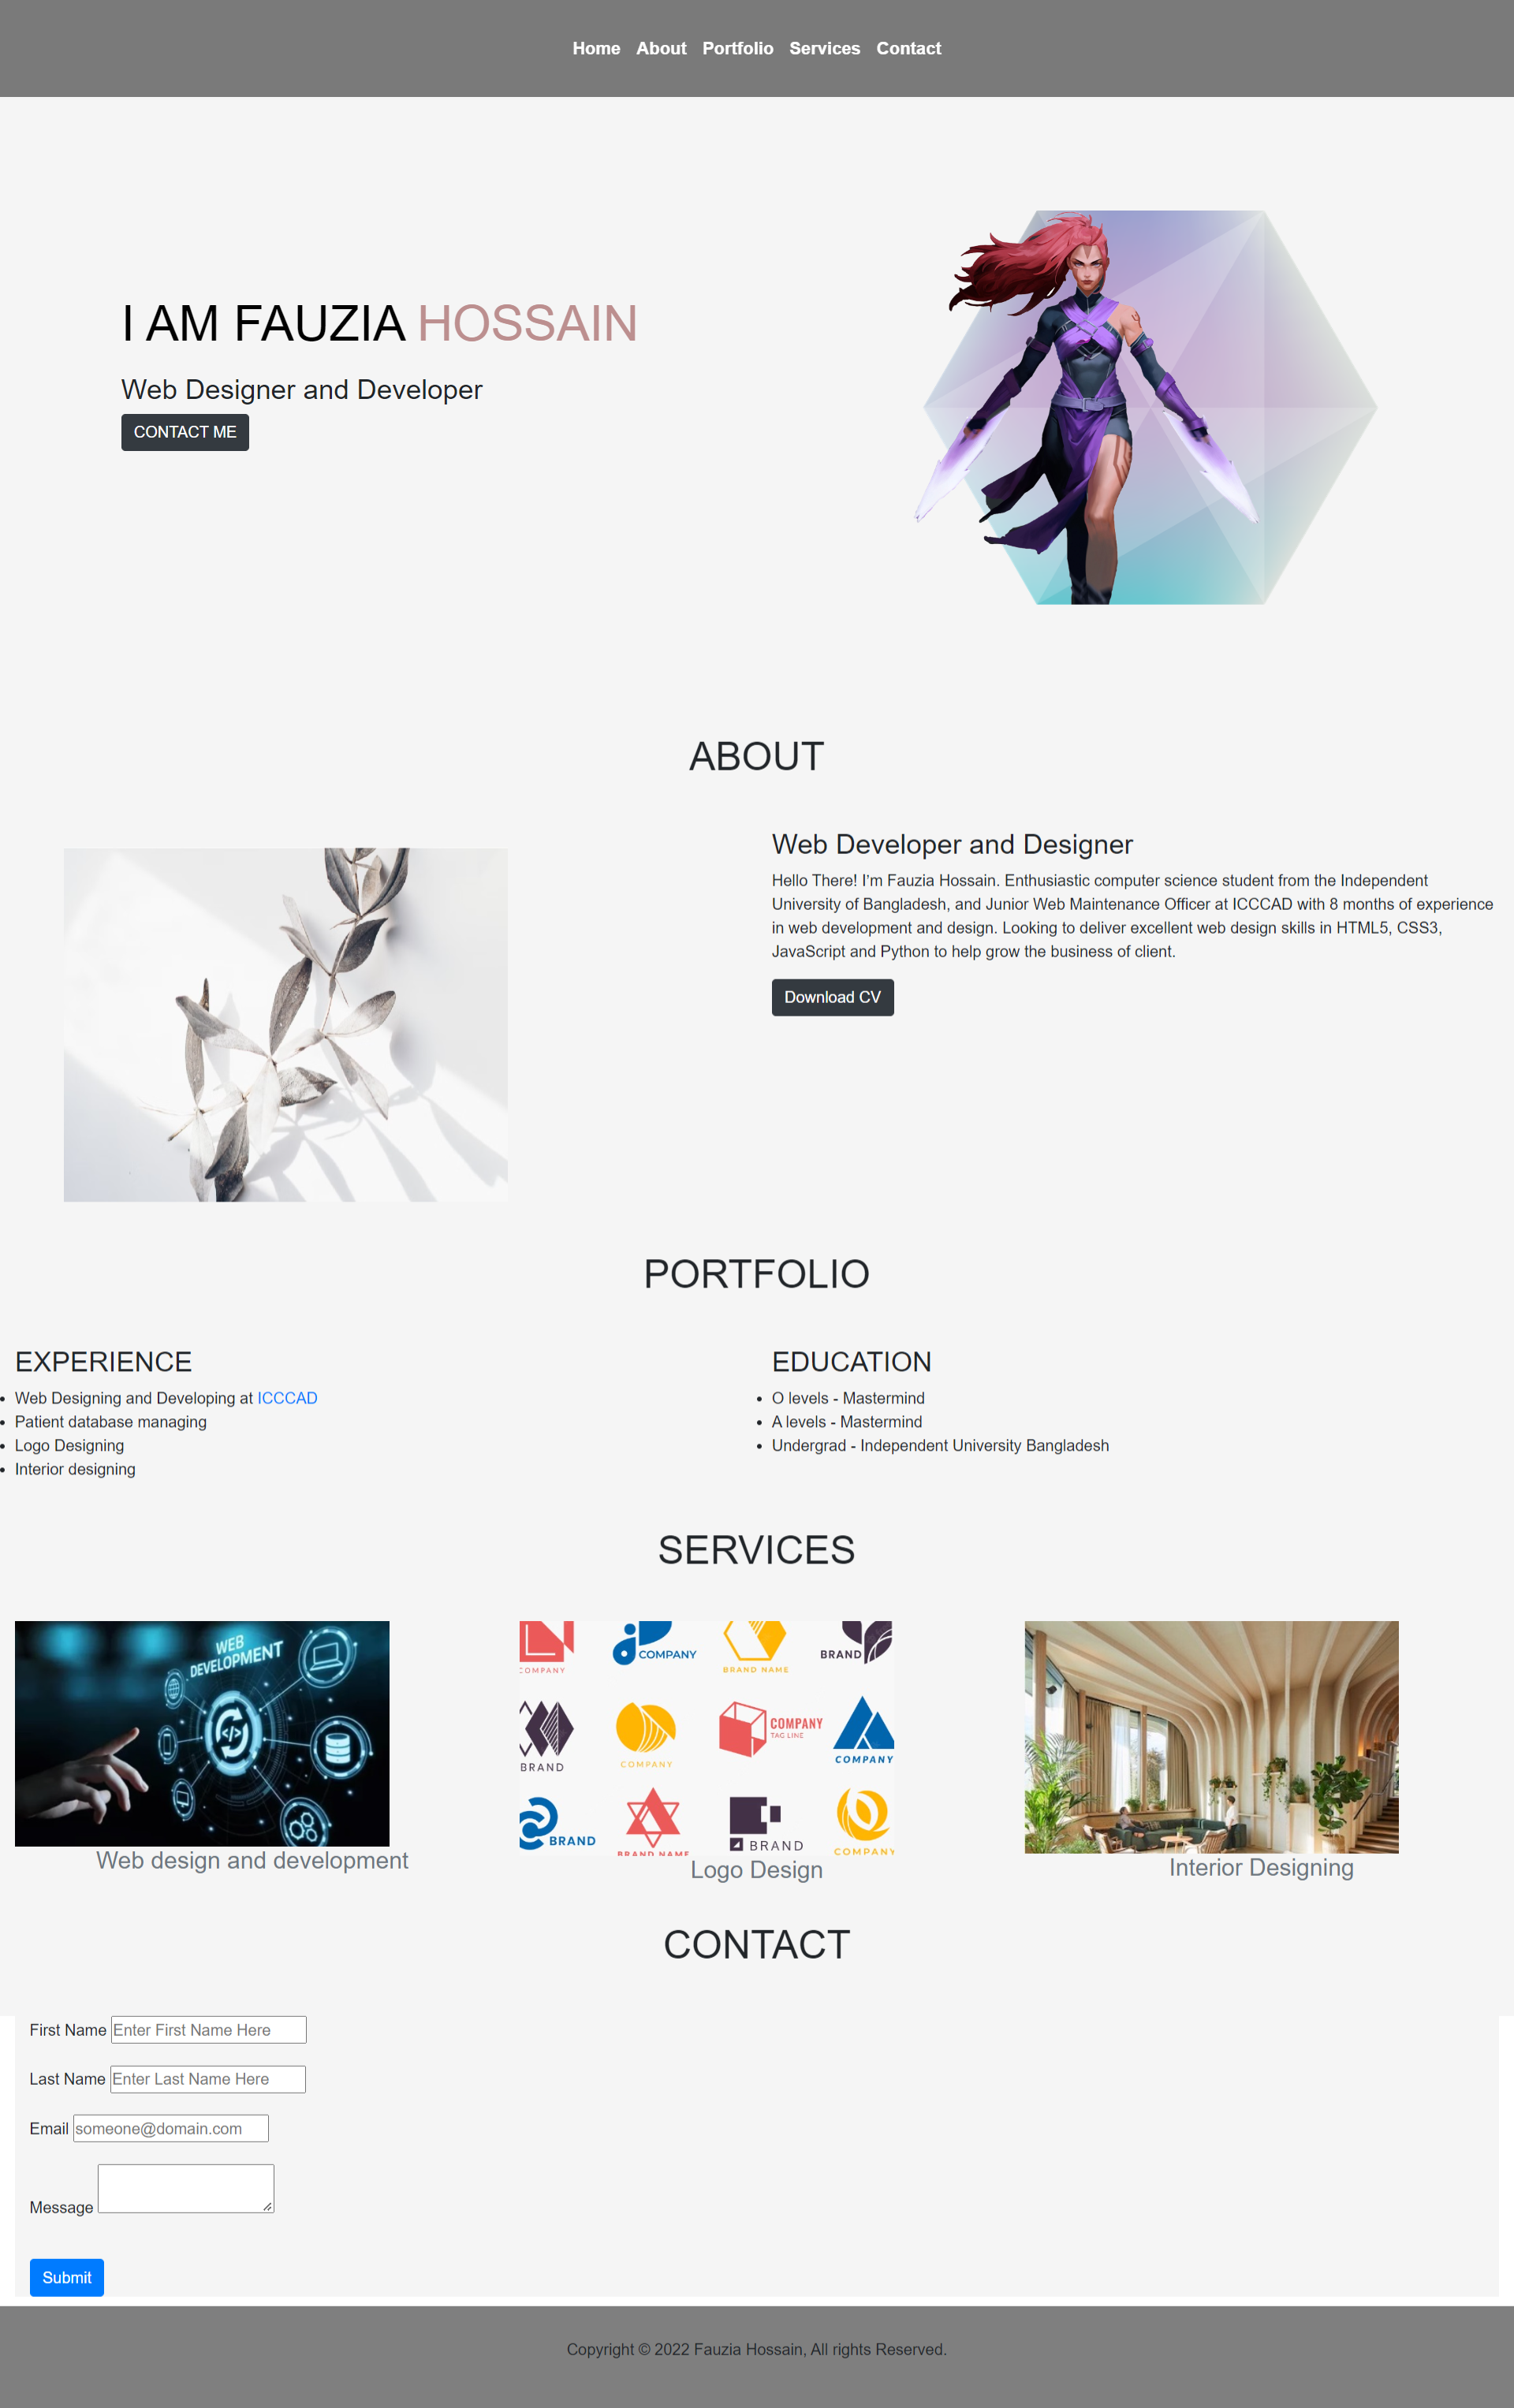 Home About Portfolio Services Contact
I AM FAUZIA HOSSAIN
Web Designer and Developer
CONTACT ME
ABOUT
Web Developer and Designer
Hello There! I'm Fauzia Hossain. Enthusiastic computer science student from the Independent
University of Bangladesh, and Junior Web Maintenance Officer at ICCCAD with 8 months of experience
in web development and design. Looking to deliver excellent web design skills in HTML5, CSS3,
JavaScript and Python to help grow the business of client.
Download CV
PORTFOLIO
EXPERIENCE
Web Designing and Developing at ICCCAD
Patient database managing
Logo Designing
Interior designing
EDUCATION
O levels - Mastermind
A levels - Mastermind
Undergrad - Independent University Bangladesh
SERVICES
WEB
DEVELOPMENT
</>
Web design and development
COMPANY
COMPANY
BRAND NAME
BRAND
BRAND
COMPANY
COMPANY
TAG LINE
COMPANY
BRAND
BRAND NAME
BRAND
COMPANY
Logo Design
Interior Designing
CONTACT
First Name Enter First Name Here
Last Name Enter Last Name Here
Email someone@domain.com
Message
Submit
Copyright © 2022 Fauzia Hossain, All rights Reserved.